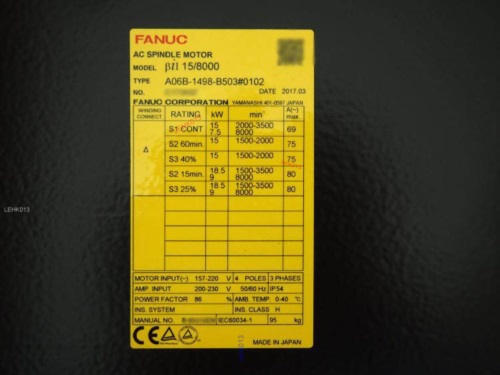 FANUC
AC SPINDLE MOTOR
MODEL βiI 15/8000
TYPE A06B-1498-B503#0102
NO. DATE 2017.03
FANUC CORPORATION YAMANASHI 401-0597 JAPAN
WINDING CONNECT RATING kW min⁻¹ A(~) max
△ S1 CONT 15 7.5 2000-3500 8000 69
S2 60min. 15 1500-2000 75
S3 40% 15 1500-2000 75
S2 15min. 18.5 9 1500-3500 8000 80
S3 25% 18.5 9 1500-3500 8000 80
MOTOR INPUT(~) 157-220 V 4 POLES 3 PHASES
AMP. INPUT 200-230 V 50/60 Hz IP54
POWER FACTOR 86 % AMB. TEMP. 0-40 ℃
INS. SYSTEM CLASS H
MANUAL NO. IEC60034-1 95 kg
CE
MADE IN JAPAN
LEHK013